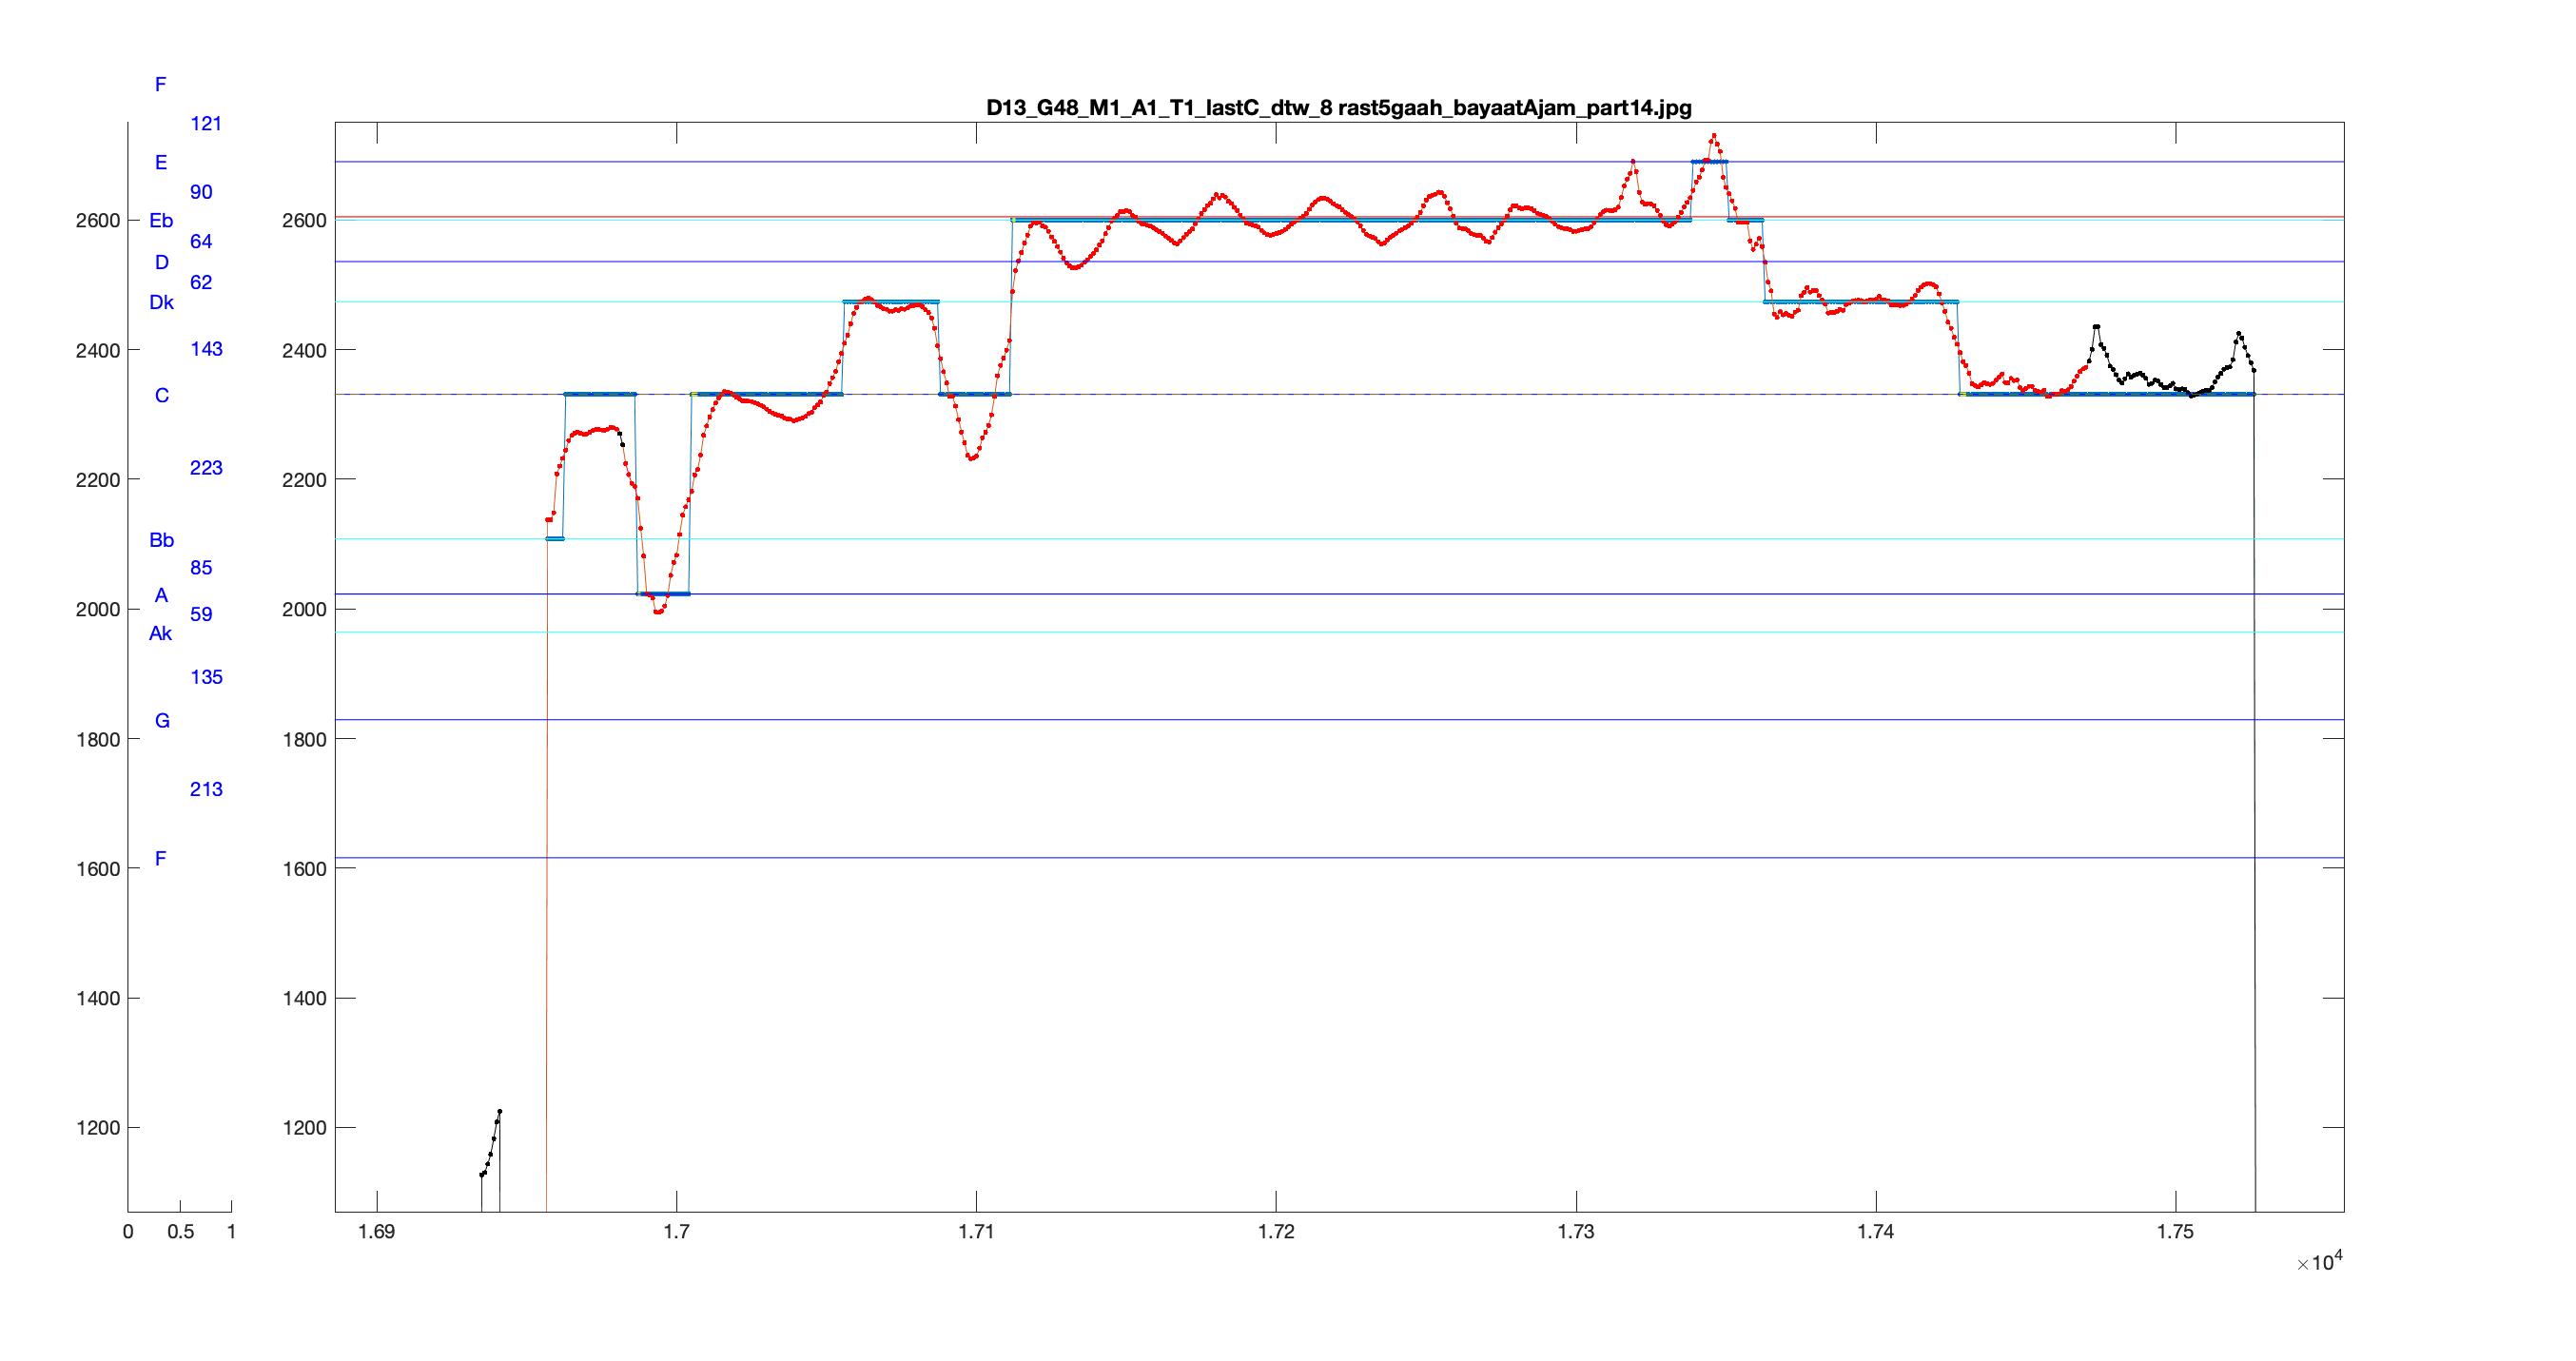 F
D13_G48_M1_A1_T1_lastC_dtw_8 rast5gaah_bayaatAjam_part14.jpg
121
E
90
2600 Eb 2600
64
D
62
Dk
143
2400 2400
C
223
2200 2200
Bb
85
A
2000 59 2000
Ak
135
G
1800 1800
213
F
1600 1600
1400 1400
1200 1200
0 0.5 1 1.69 1.7 1.71 1.72 1.73 1.74 1.75
×10^4